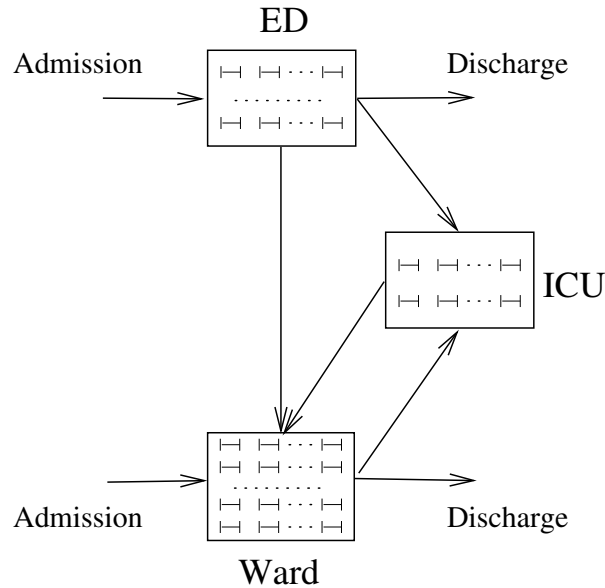 ED
Admission
Discharge
ICU
Admission
Discharge
Ward